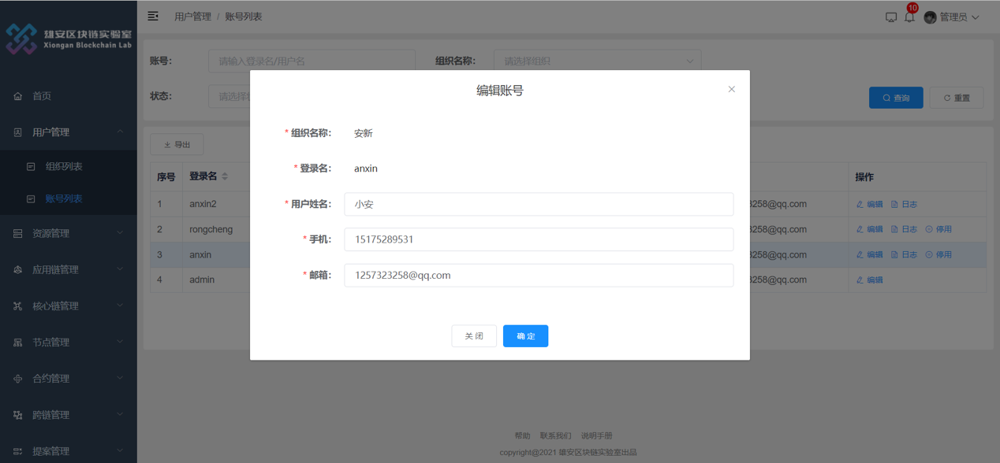 雄安区块链实验室
Xiongan Blockchain Lab
用户管理 / 账号列表
10
管理员
首页
用户管理
组织列表
账号列表
资源管理
应用链管理
核心链管理
节点管理
合约管理
跨链管理
提案管理
账号: 请输入登录名/用户名 组织名称: 请选择组织
状态: 请选择
查询 重置
导出
序号 登录名 操作
1 anxin2 3258@qq.com 编辑 日志
2 rongcheng 3258@qq.com 编辑 日志 停用
3 anxin 3258@qq.com 编辑 日志 停用
4 admin 3258@qq.com 编辑
编辑账号
* 组织名称: 安新
* 登录名: anxin
* 用户姓名: 小安
* 手机: 15175289531
* 邮箱: 1257323258@qq.com
关 闭 确 定
帮助 联系我们 说明手册
copyright@2021 雄安区块链实验室出品